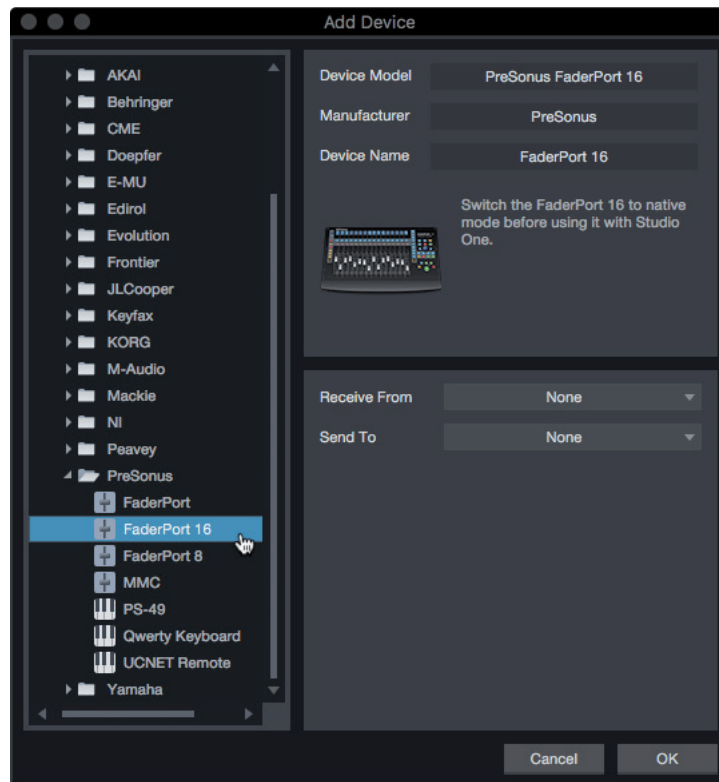 Add Device
AKAI
Behringer
CME
Doepfer
E-MU
Edirol
Evolution
Frontier
JLCooper
Keyfax
KORG
M-Audio
Mackie
NI
Peavey
PreSonus
FaderPort
FaderPort 16
FaderPort 8
MMC
PS-49
Qwerty Keyboard
UCNET Remote
Yamaha
Device Model PreSonus FaderPort 16
Manufacturer PreSonus
Device Name FaderPort 16
Switch the FaderPort 16 to native
mode before using it with Studio
One.
Receive From None
Send To None
Cancel OK